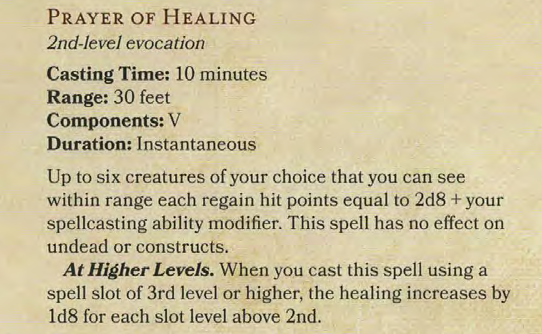 PRAYER OF HEALING
2nd-level evocation
Casting Time: 10 minutes
Range: 30 feet
Components: V
Duration: Instantaneous
Up to six creatures of your choice that you can see
within range each regain hit points equal to 2d8 + your
spellcasting ability modifier. This spell has no effect on
undead or constructs.
At Higher Levels. When you cast this spell using a
spell slot of 3rd level or higher, the healing increases by
1d8 for each slot level above 2nd.